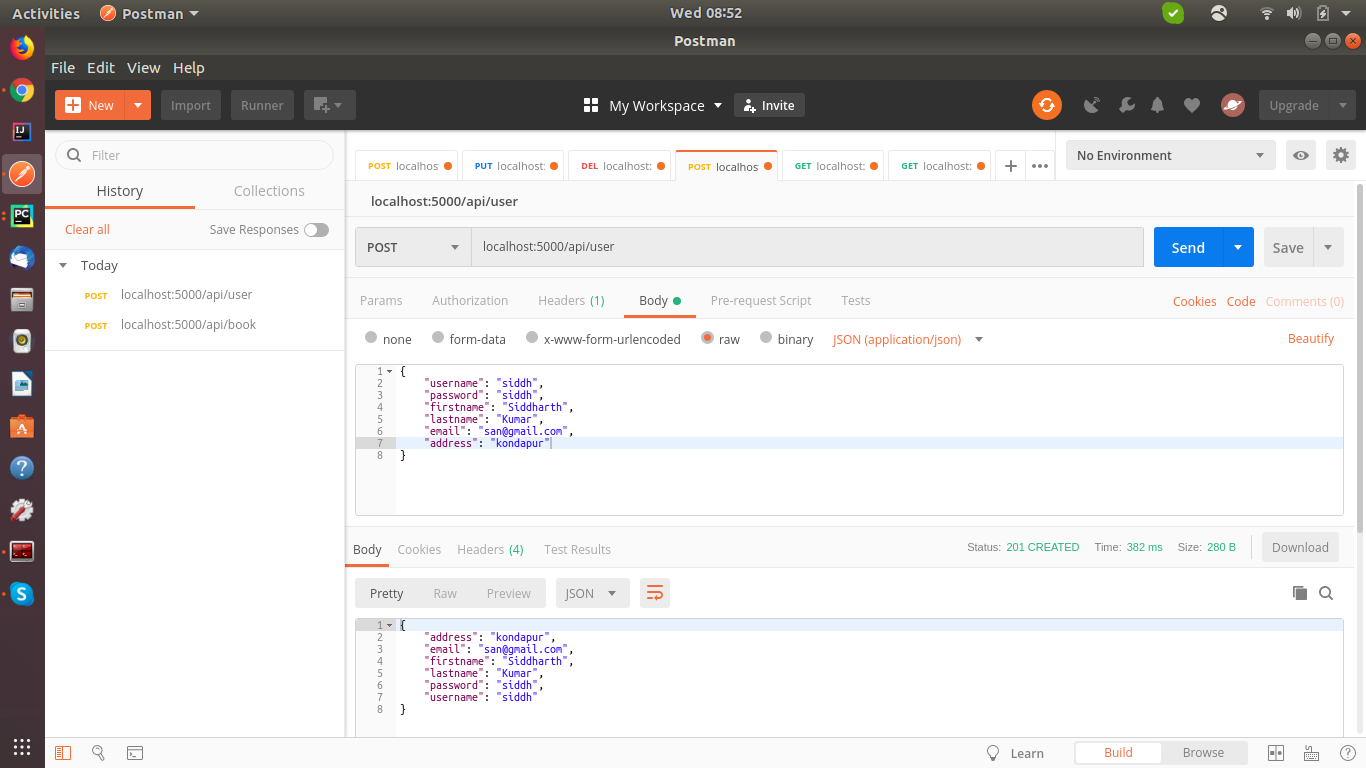 Activities Postman Wed 08:52
Postman
File Edit View Help
New Import Runner My Workspace Invite Upgrade
Filter
History Collections
Clear all Save Responses
Today
POST localhost:5000/api/user
POST localhost:5000/api/book
POST localhos PUT localhost: DEL localhost: POST localhos GET localhost: GET localhost: + ••• No Environment
localhost:5000/api/user
POST localhost:5000/api/user Send Save
Params Authorization Headers (1) Body Pre-request Script Tests Cookies Code Comments (0)
none form-data x-www-form-urlencoded raw binary JSON (application/json) Beautify
1 {
2 "username": "siddh",
3 "password": "siddh",
4 "firstname": "Siddharth",
5 "lastname": "Kumar",
6 "email": "san@gmail.com",
7 "address": "kondapur"
8 }
Body Cookies Headers (4) Test Results Status: 201 CREATED Time: 382 ms Size: 280 B Download
Pretty Raw Preview JSON
1 {
2 "address": "kondapur",
3 "email": "san@gmail.com",
4 "firstname": "Siddharth",
5 "lastname": "Kumar",
6 "password": "siddh",
7 "username": "siddh"
8 }
Learn Build Browse